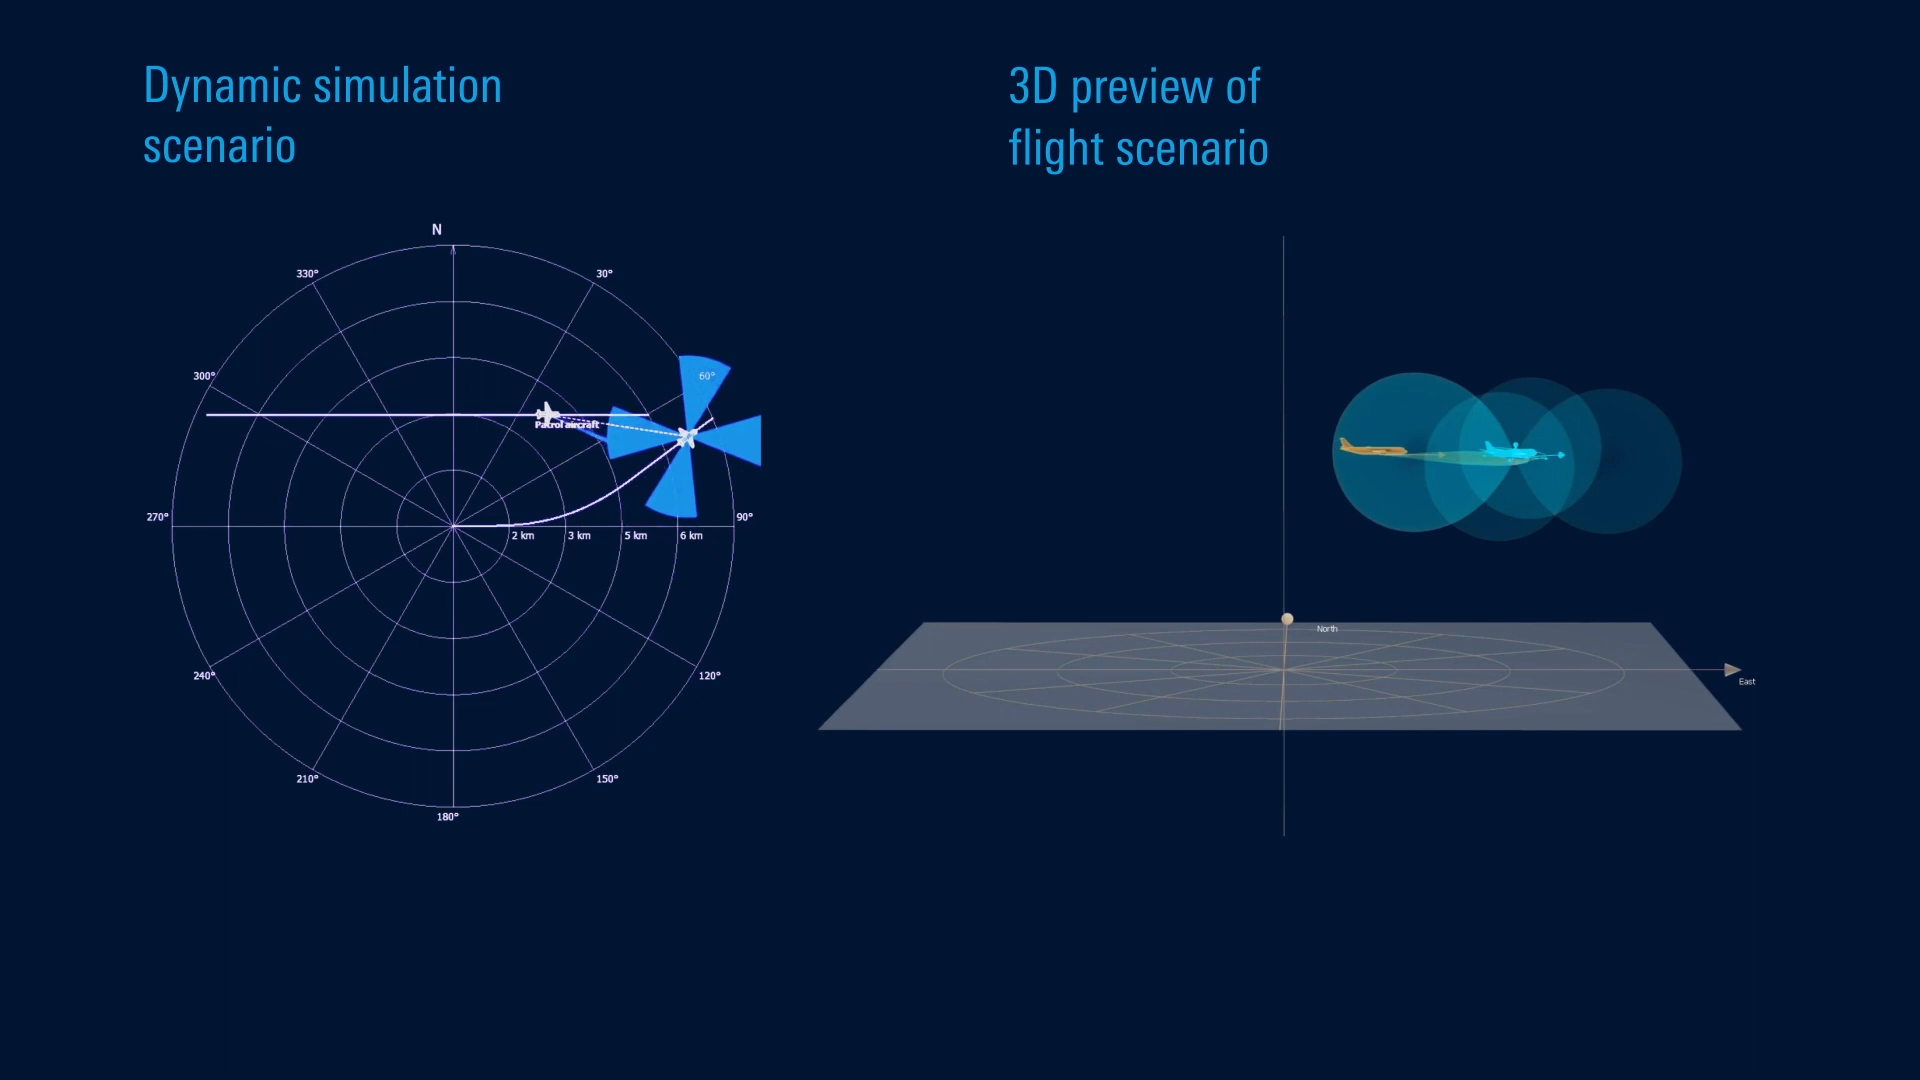 Dynamic simulation
scenario
3D preview of
flight scenario
N
330°
30°
300°
60°
Patrol aircraft
270°
90°
2 km
3 km
5 km
6 km
North
East
240°
120°
210°
150°
180°